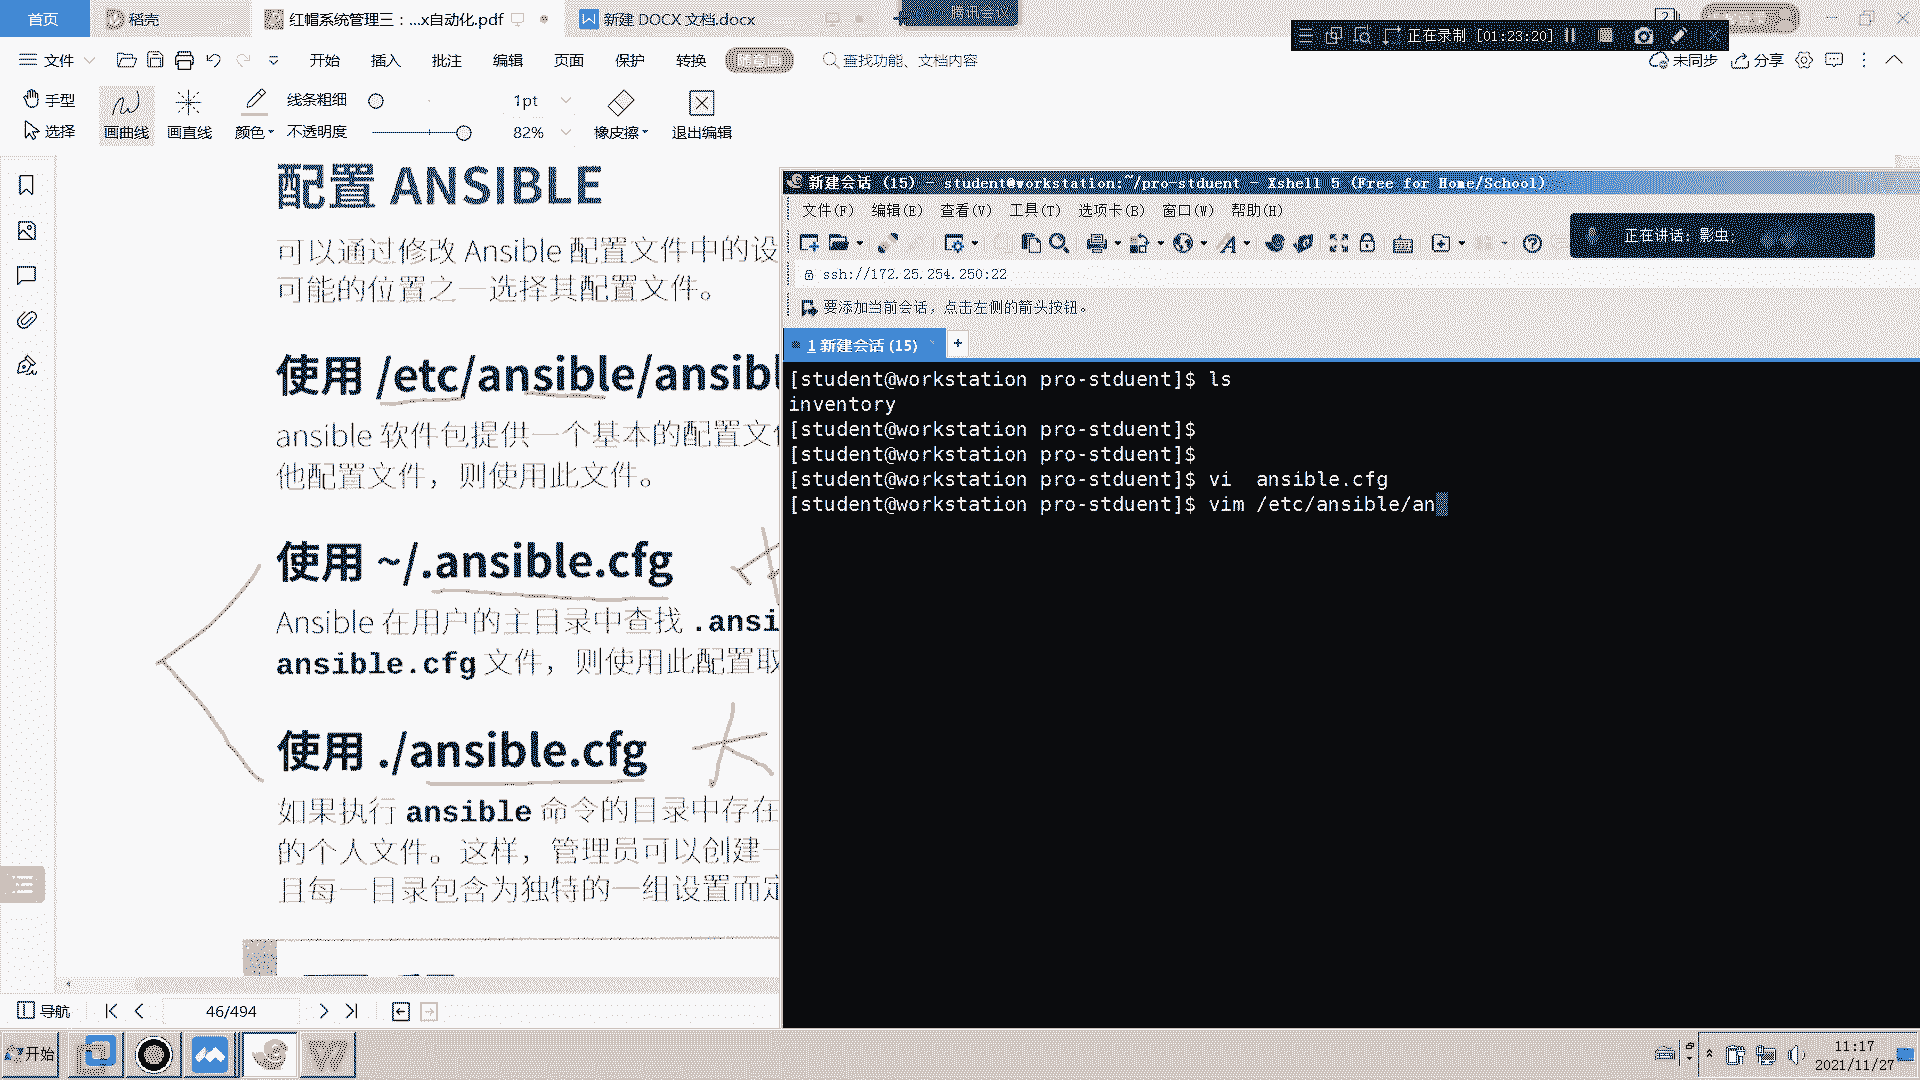 首页
稻壳
红帽系统管理三：...x自动化.pdf
新建 DOCX 文档.docx
腾讯会议
正在录制 [01:23:20]
文件
开始
插入
批注
编辑
页面
保护
转换
查找功能、文档内容
未同步
分享
手型
选择
画曲线
画直线
颜色
线条粗细
1pt
不透明度
82%
橡皮擦
退出编辑
配置 ANSIBLE
可以通过修改 Ansible 配置文件中的设
可能的位置之一选择其配置文件。
使用 /etc/ansible/ansibl
ansible 软件包提供一个基本的配置文件
他配置文件，则使用此文件。
使用 ~/.ansible.cfg
Ansible 在用户的主目录中查找 .ansi
ansible.cfg 文件，则使用此配置取
使用 ./ansible.cfg
如果执行 ansible 命令的目录中存在
的个人文件。这样，管理员可以创建一
且每一目录包含为独特的一组设置而定
导航
46/494
新建会话 (15) - student@workstation:~/pro-stduent - Xshell 5 (Free for Home/School)
文件(F) 编辑(E) 查看(V) 工具(T) 选项卡(B) 窗口(W) 帮助(H)
正在讲话: 影虫;
ssh://172.25.254.250:22
要添加当前会话，点击左侧的箭头按钮。
1 新建会话 (15)
+
[student@workstation pro-stduent]$ ls
inventory
[student@workstation pro-stduent]$
[student@workstation pro-stduent]$
[student@workstation pro-stduent]$ vi  ansible.cfg
[student@workstation pro-stduent]$ vim /etc/ansible/an
开始
11:17
2021/11/27